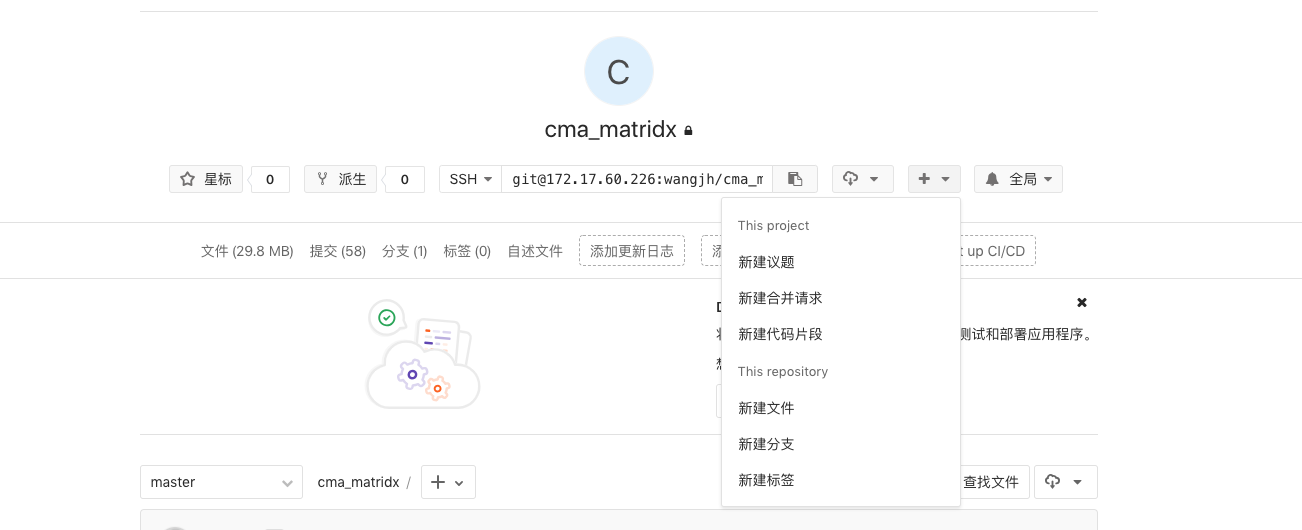 C
cma_matridx
星标 0 派生 0 SSH git@172.17.60.226:wangjh/cma_m 全局
文件 (29.8 MB) 提交 (58) 分支 (1) 标签 (0) 自述文件 添加更新日志 up CI/CD
This project
新建议题
新建合并请求
新建代码片段
测试和部署应用程序。
This repository
新建文件
新建分支
新建标签
master cma_matridx / 查找文件